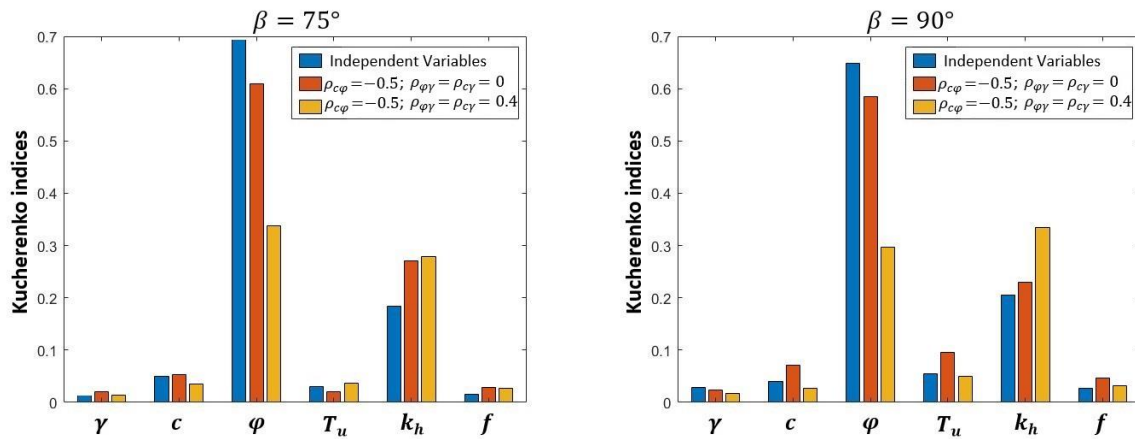 β = 75°
Kucherenko indices
0.7
0.6
0.5
0.4
0.3
0.2
0.1
0
Independent Variables
ρcφ=−0.5; ρφγ= ρcγ= 0
ρcφ=−0.5; ρφγ= ρcγ= 0.4
γ c φ Tu kh f
β = 90°
Kucherenko indices
0.7
0.6
0.5
0.4
0.3
0.2
0.1
0
Independent Variables
ρcφ=−0.5; ρφγ= ρcγ= 0
ρcφ=−0.5; ρφγ= ρcγ= 0.4
γ c φ Tu kh f